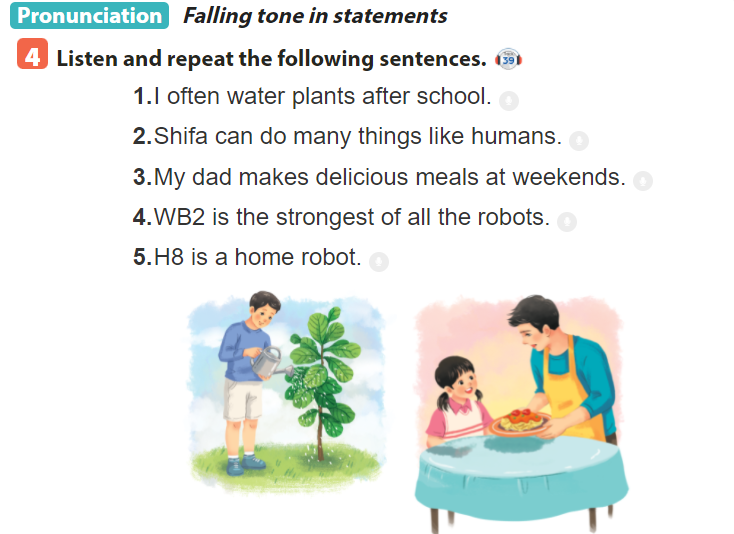 Pronunciation Falling tone in statements
4 Listen and repeat the following sentences. 39
1.I often water plants after school.
2.Shifa can do many things like humans.
3.My dad makes delicious meals at weekends.
4.WB2 is the strongest of all the robots.
5.H8 is a home robot.